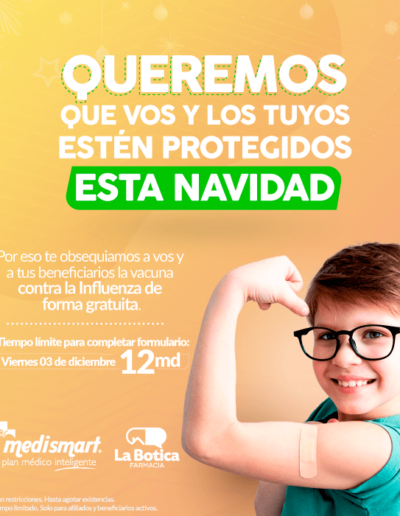 QUEREMOS
QUE VOS Y LOS TUYOS
ESTÉN PROTEGIDOS
ESTA NAVIDAD
Por eso te obsequiamos a vos y
a tus beneficiarios la vacuna
contra la Influenza de
forma gratuita.
Tiempo límite para completar formulario:
Viernes 03 de diciembre 12md
medismart.
plan médico inteligente
La Botica
FARMACIA
restricciones. Hasta agotar existencias.
limitado. Solo para afiliados y beneficiarios activos.